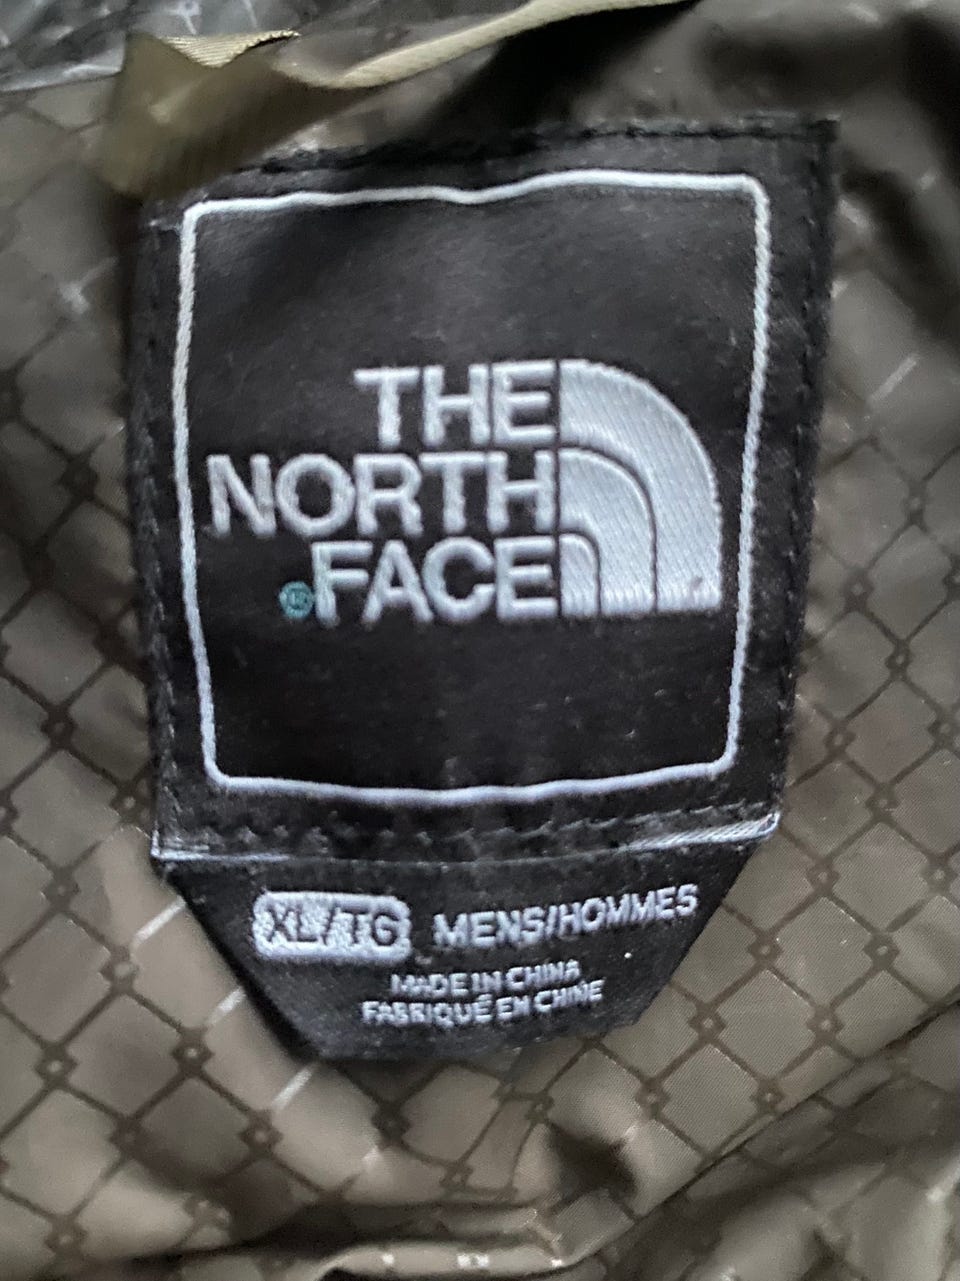 THE
NORTH
®FACE
XL/TG MENS/HOMMES
MADE IN CHINA
FABRIQUÉ EN CHINE